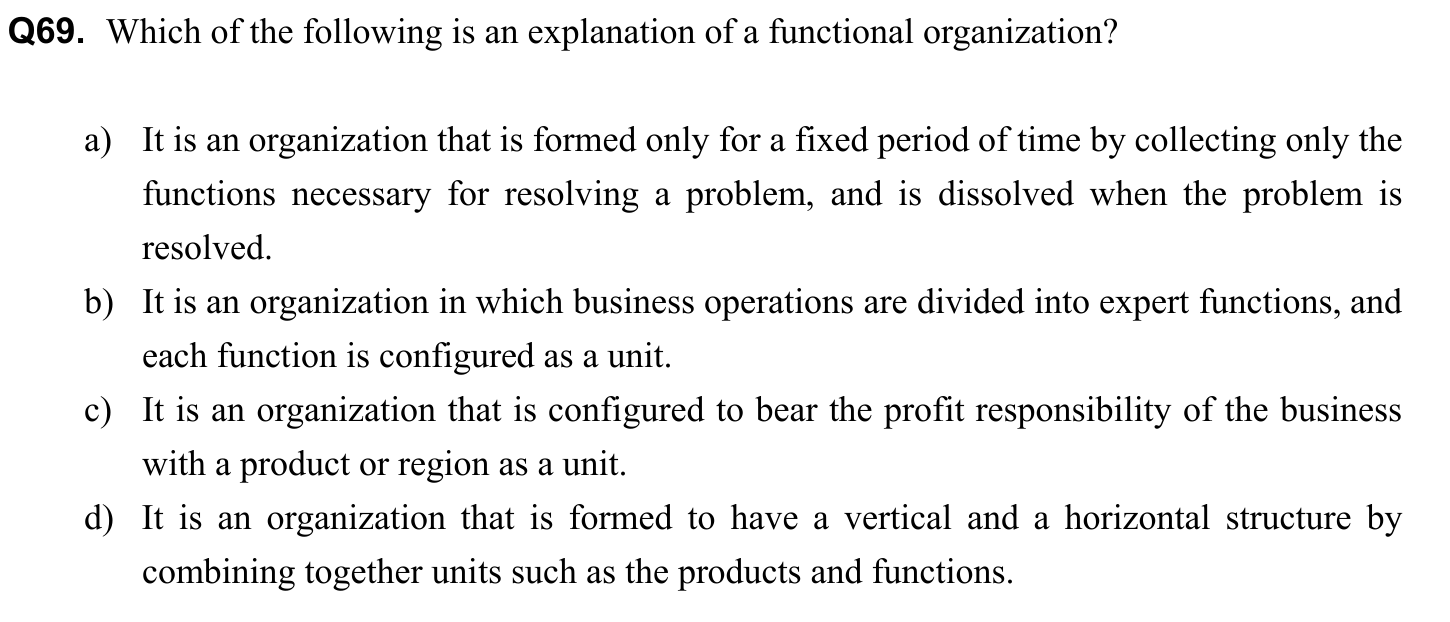 Q69. Which of the following is an explanation of a functional organization?
a) It is an organization that is formed only for a fixed period of time by collecting only the
functions necessary for resolving a problem, and is dissolved when the problem is
resolved.
b) It is an organization in which business operations are divided into expert functions, and
each function is configured as a unit.
c) It is an organization that is configured to bear the profit responsibility of the business
with a product or region as a unit.
d) It is an organization that is formed to have a vertical and a horizontal structure by
combining together units such as the products and functions.